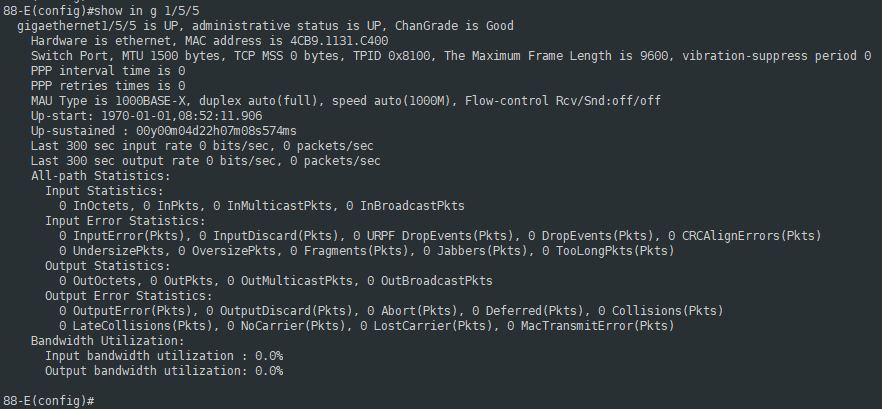 88-E(config)#show in g 1/5/5
gigaethernet1/5/5 is UP, administrative status is UP, ChanGrade is Good
Hardware is ethernet, MAC address is 4CB9.1131.C400
Switch Port, MTU 1500 bytes, TCP MSS 0 bytes, TPID 0x8100, The Maximum Frame Length is 9600, vibration-suppress period 0
PPP interval time is 0
PPP retries times is 0
MAU Type is 1000BASE-X, duplex auto(full), speed auto(1000M), Flow-control Rcv/Snd:off/off
Up-start: 1970-01-01,08:52:11.906
Up-sustained : 00y00m04d22h07m08s574ms
Last 300 sec input rate 0 bits/sec, 0 packets/sec
Last 300 sec output rate 0 bits/sec, 0 packets/sec
All-path Statistics:
Input Statistics:
0 InOctets, 0 InPkts, 0 InMulticastPkts, 0 InBroadcastPkts
Input Error Statistics:
0 InputError(Pkts), 0 InputDiscard(Pkts), 0 URPF DropEvents(Pkts), 0 DropEvents(Pkts), 0 CRCAlignErrors(Pkts)
0 UndersizePkts, 0 OversizePkts, 0 Fragments(Pkts), 0 Jabbers(Pkts), 0 TooLongPkts(Pkts)
Output Statistics:
0 OutOctets, 0 OutPkts, 0 OutMulticastPkts, 0 OutBroadcastPkts
Output Error Statistics:
0 OutputError(Pkts), 0 OutputDiscard(Pkts), 0 Abort(Pkts), 0 Deferred(Pkts), 0 Collisions(Pkts)
0 LateCollisions(Pkts), 0 NoCarrier(Pkts), 0 LostCarrier(Pkts), 0 MacTransmitError(Pkts)
Bandwidth Utilization:
Input bandwidth utilization : 0.0%
Output bandwidth utilization: 0.0%
88-E(config)#